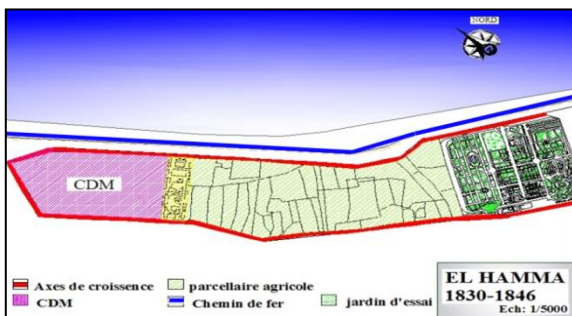 NORD
CDM
Axes de croissence
parcellaire agricole
CDM
Chemin de fer
jardin d'essai
EL HAMMA
1830-1846
Ech: 1/5000